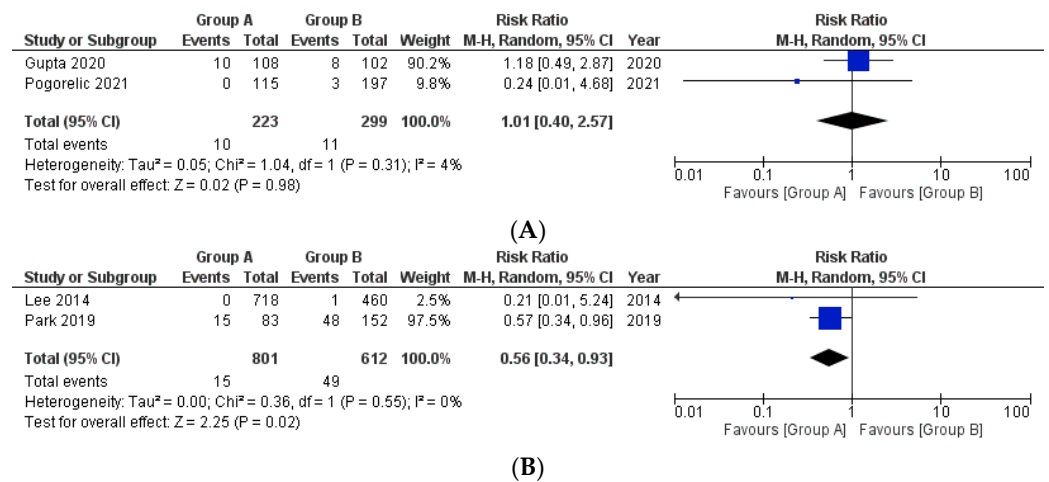 Group A Group B Risk Ratio Risk Ratio
Study or Subgroup Events Total Events Total Weight M-H, Random, 95% CI Year M-H, Random, 95% CI
Gupta 2020 10 108 8 102 90.2% 1.18 [0.49, 2.87] 2020
Pogorelic 2021 0 115 3 197 9.8% 0.24 [0.01, 4.68] 2021
Total (95% CI) 223 299 100.0% 1.01 [0.40, 2.57]
Total events 10 11
Heterogeneity: Tau² = 0.05; Chi² = 1.04, df = 1 (P = 0.31); I² = 4%
Test for overall effect: Z = 0.02 (P = 0.98)
0.01 0.1 1 10 100
Favours [Group A] Favours [Group B]
(A)
Group A Group B Risk Ratio Risk Ratio
Study or Subgroup Events Total Events Total Weight M-H, Random, 95% CI Year M-H, Random, 95% CI
Lee 2014 0 718 1 460 2.5% 0.21 [0.01, 5.24] 2014
Park 2019 15 83 48 152 97.5% 0.57 [0.34, 0.96] 2019
Total (95% CI) 801 612 100.0% 0.56 [0.34, 0.93]
Total events 15 49
Heterogeneity: Tau² = 0.00; Chi² = 0.36, df = 1 (P = 0.55); I² = 0%
Test for overall effect: Z = 2.25 (P = 0.02)
0.01 0.1 1 10 100
Favours [Group A] Favours [Group B]
(B)